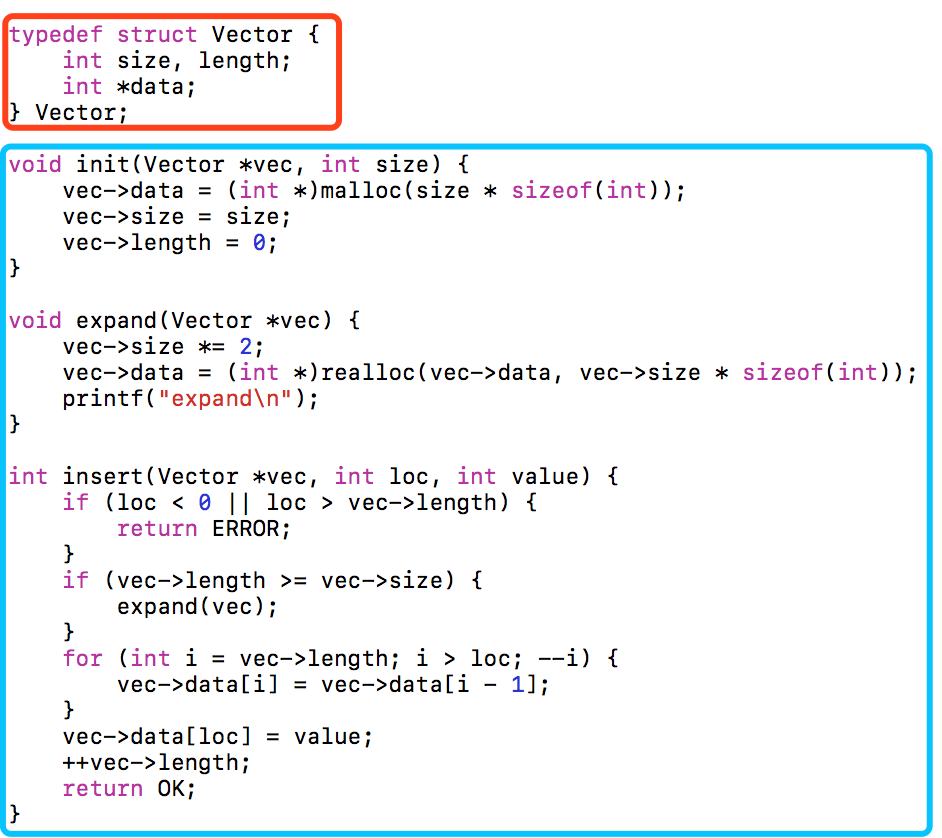 typedef struct Vector {
    int size, length;
    int *data;
} Vector;
void init(Vector *vec, int size) {
    vec->data = (int *)malloc(size * sizeof(int));
    vec->size = size;
    vec->length = 0;
}
void expand(Vector *vec) {
    vec->size *= 2;
    vec->data = (int *)realloc(vec->data, vec->size * sizeof(int));
    printf("expand\n");
}
int insert(Vector *vec, int loc, int value) {
    if (loc < 0 || loc > vec->length) {
        return ERROR;
    }
    if (vec->length >= vec->size) {
        expand(vec);
    }
    for (int i = vec->length; i > loc; --i) {
        vec->data[i] = vec->data[i - 1];
    }
    vec->data[loc] = value;
    ++vec->length;
    return OK;
}